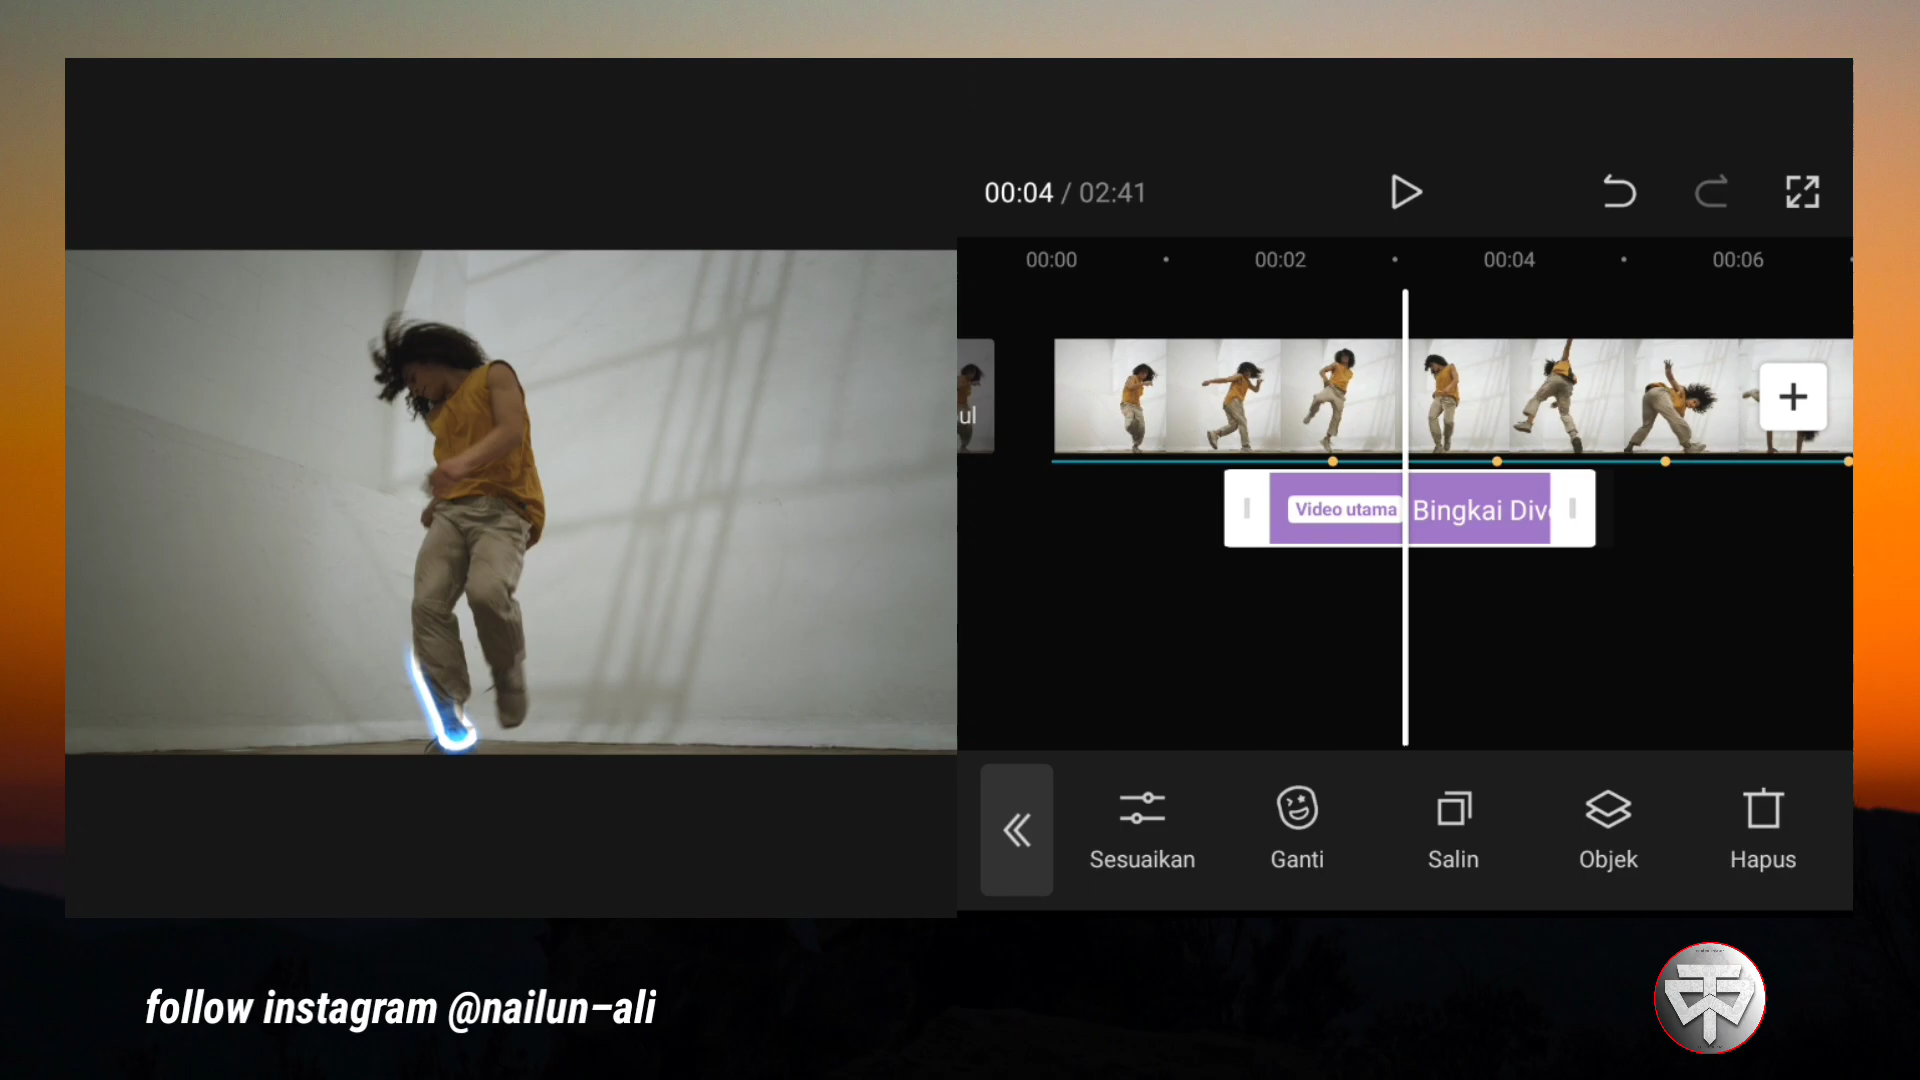 00:04 / 02:41
00:00
00:02
00:04
00:06
ul
Video utama
Bingkai Div
Sesuaikan
Ganti
Salin
Objek
Hapus
follow instagram @nailun-ali